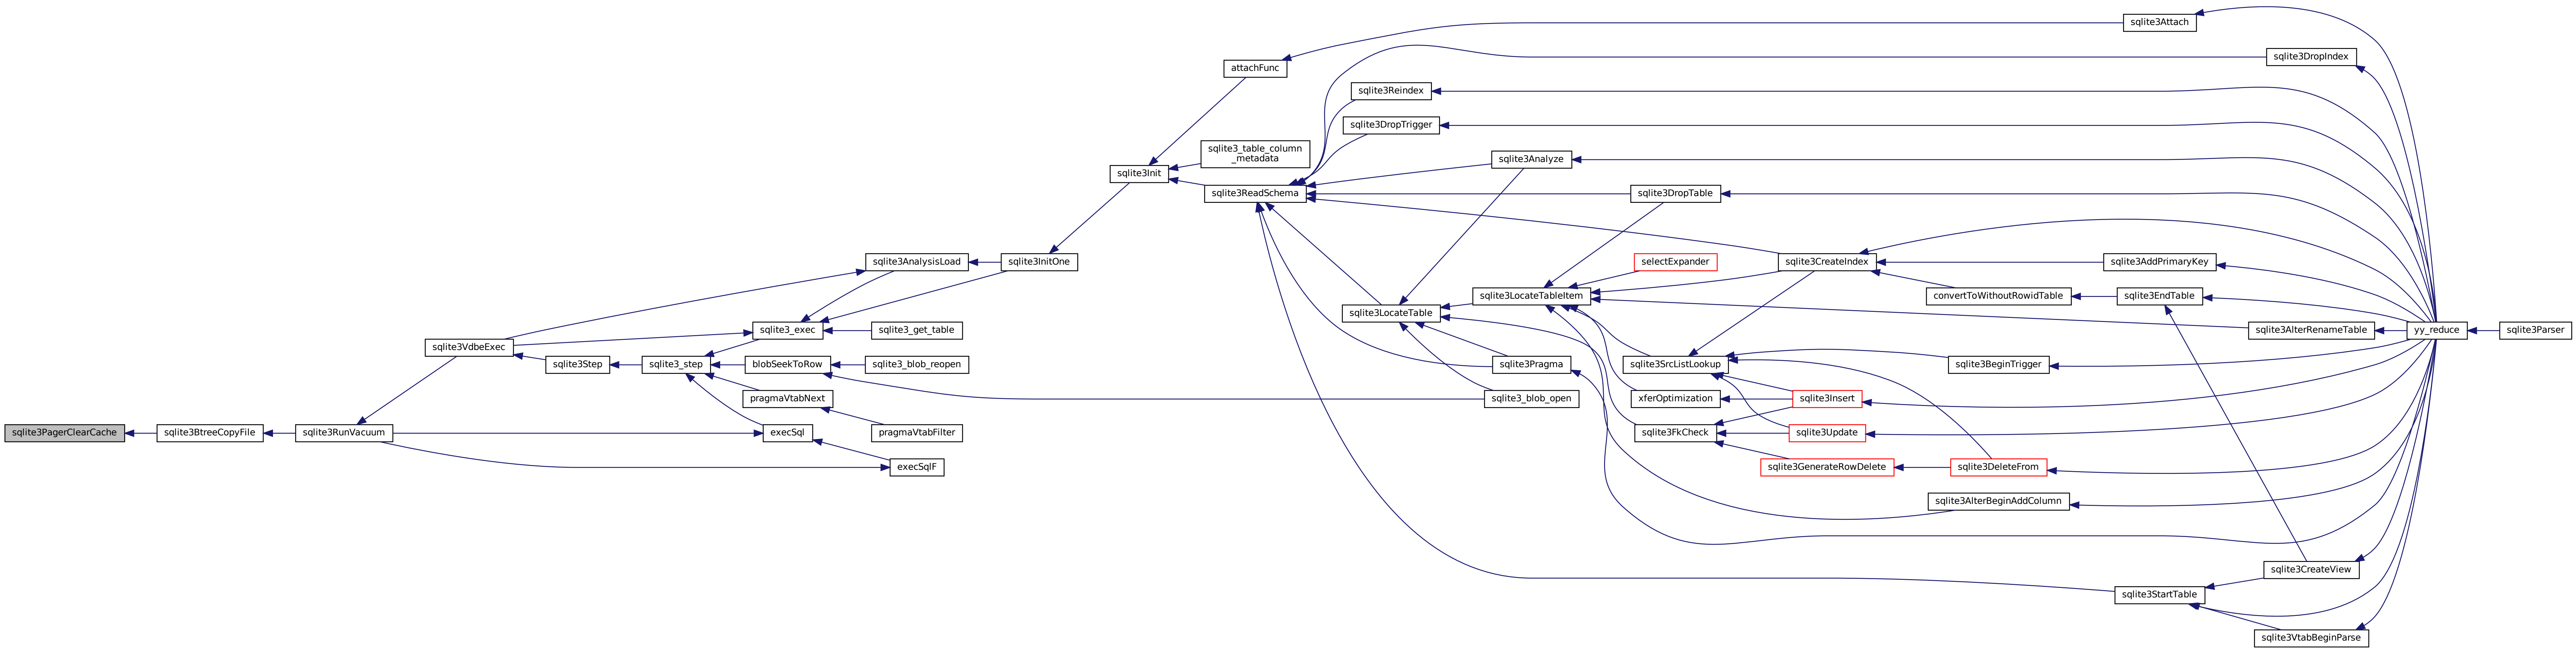 sqlite3Attach
sqlite3DropIndex
attachFunc
sqlite3Reindex
sqlite3DropTrigger
sqlite3_table_column
_metadata
sqlite3Analyze
sqlite3Init
sqlite3ReadSchema
sqlite3DropTable
sqlite3AnalysisLoad
sqlite3InitOne
selectExpander
sqlite3CreateIndex
sqlite3AddPrimaryKey
sqlite3LocateTableItem
convertToWithoutRowidTable
sqlite3EndTable
sqlite3LocateTable
sqlite3_exec
sqlite3_get_table
sqlite3AlterRenameTable
yy_reduce
sqlite3Parser
sqlite3VdbeExec
sqlite3Step
sqlite3_step
blobSeekToRow
sqlite3_blob_reopen
sqlite3Pragma
sqlite3SrcListLookup
sqlite3BeginTrigger
pragmaVtabNext
sqlite3_blob_open
xferOptimization
sqlite3Insert
sqlite3PagerClearCache
sqlite3BtreeCopyFile
sqlite3RunVacuum
execSql
pragmaVtabFilter
sqlite3FkCheck
sqlite3Update
execSqlF
sqlite3GenerateRowDelete
sqlite3DeleteFrom
sqlite3AlterBeginAddColumn
sqlite3CreateView
sqlite3StartTable
sqlite3VtabBeginParse